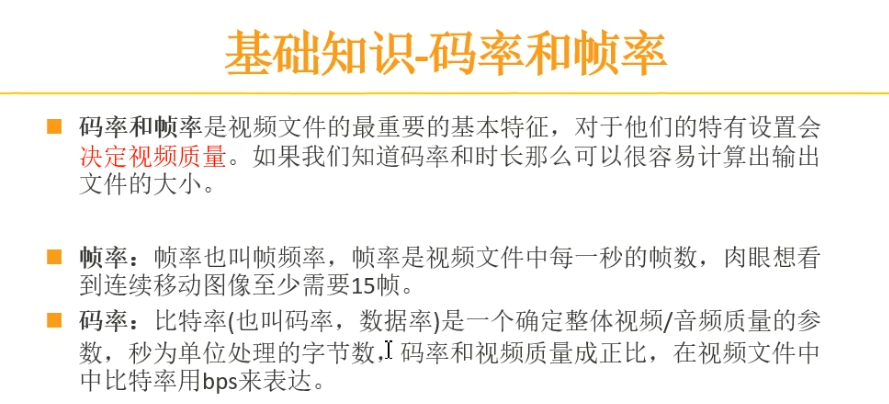 基础知识-码率和帧率
码率和帧率是视频文件的最重要的基本特征，对于他们的特有设置会
决定视频质量。如果我们知道码率和时长那么可以很容易计算出输出
文件的大小。
帧率：帧率也叫帧频率，帧率是视频文件中每一秒的帧数，肉眼想看
到连续移动图像至少需要15帧。
码率：比特率(也叫码率，数据率)是一个确定整体视频/音频质量的参
数，秒为单位处理的字节数，码率和视频质量成正比，在视频文件中
中比特率用bps来表达。